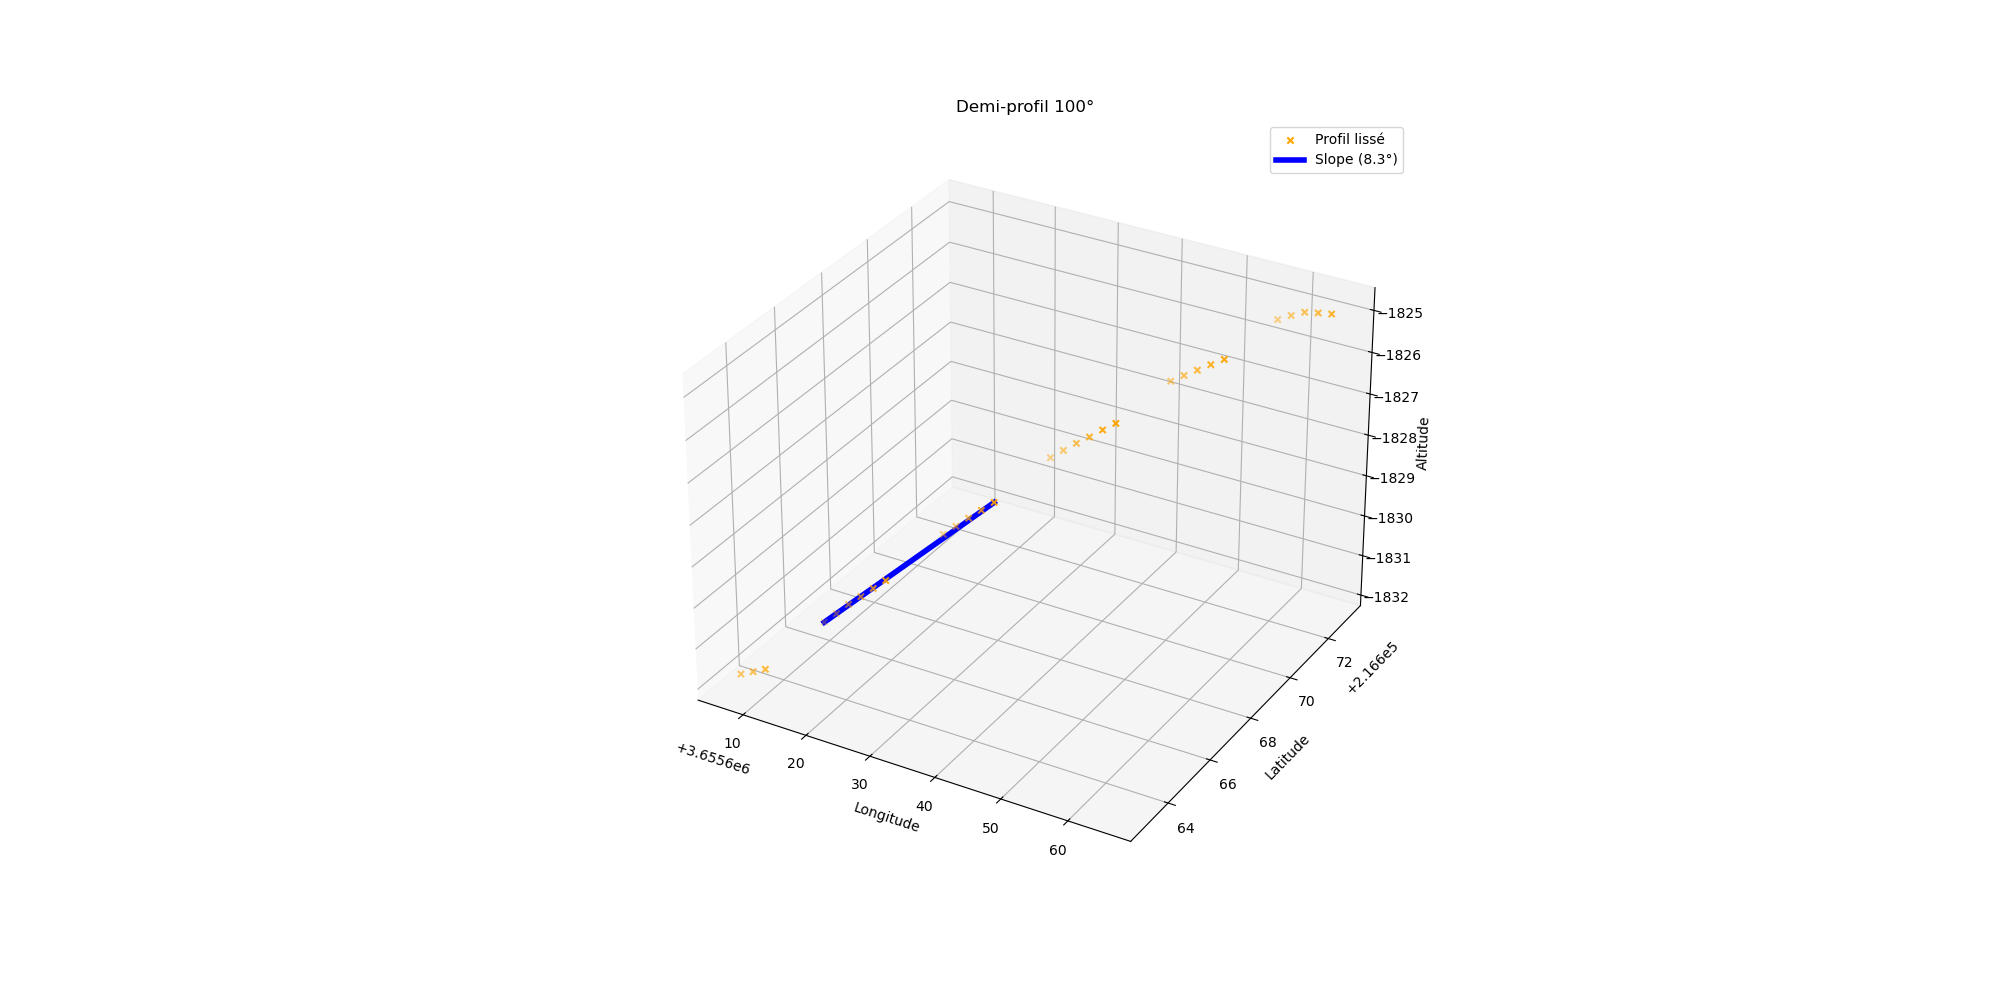 Demi-profil 100°
Profil lissé
Slope (8.3°)
−1825
−1826
−1827
−1828
−1829
−1830
−1831
−1832
Altitude
72
70
68
66
64
+2.166e5
Latitude
10
20
30
40
50
60
+3.6556e6
Longitude